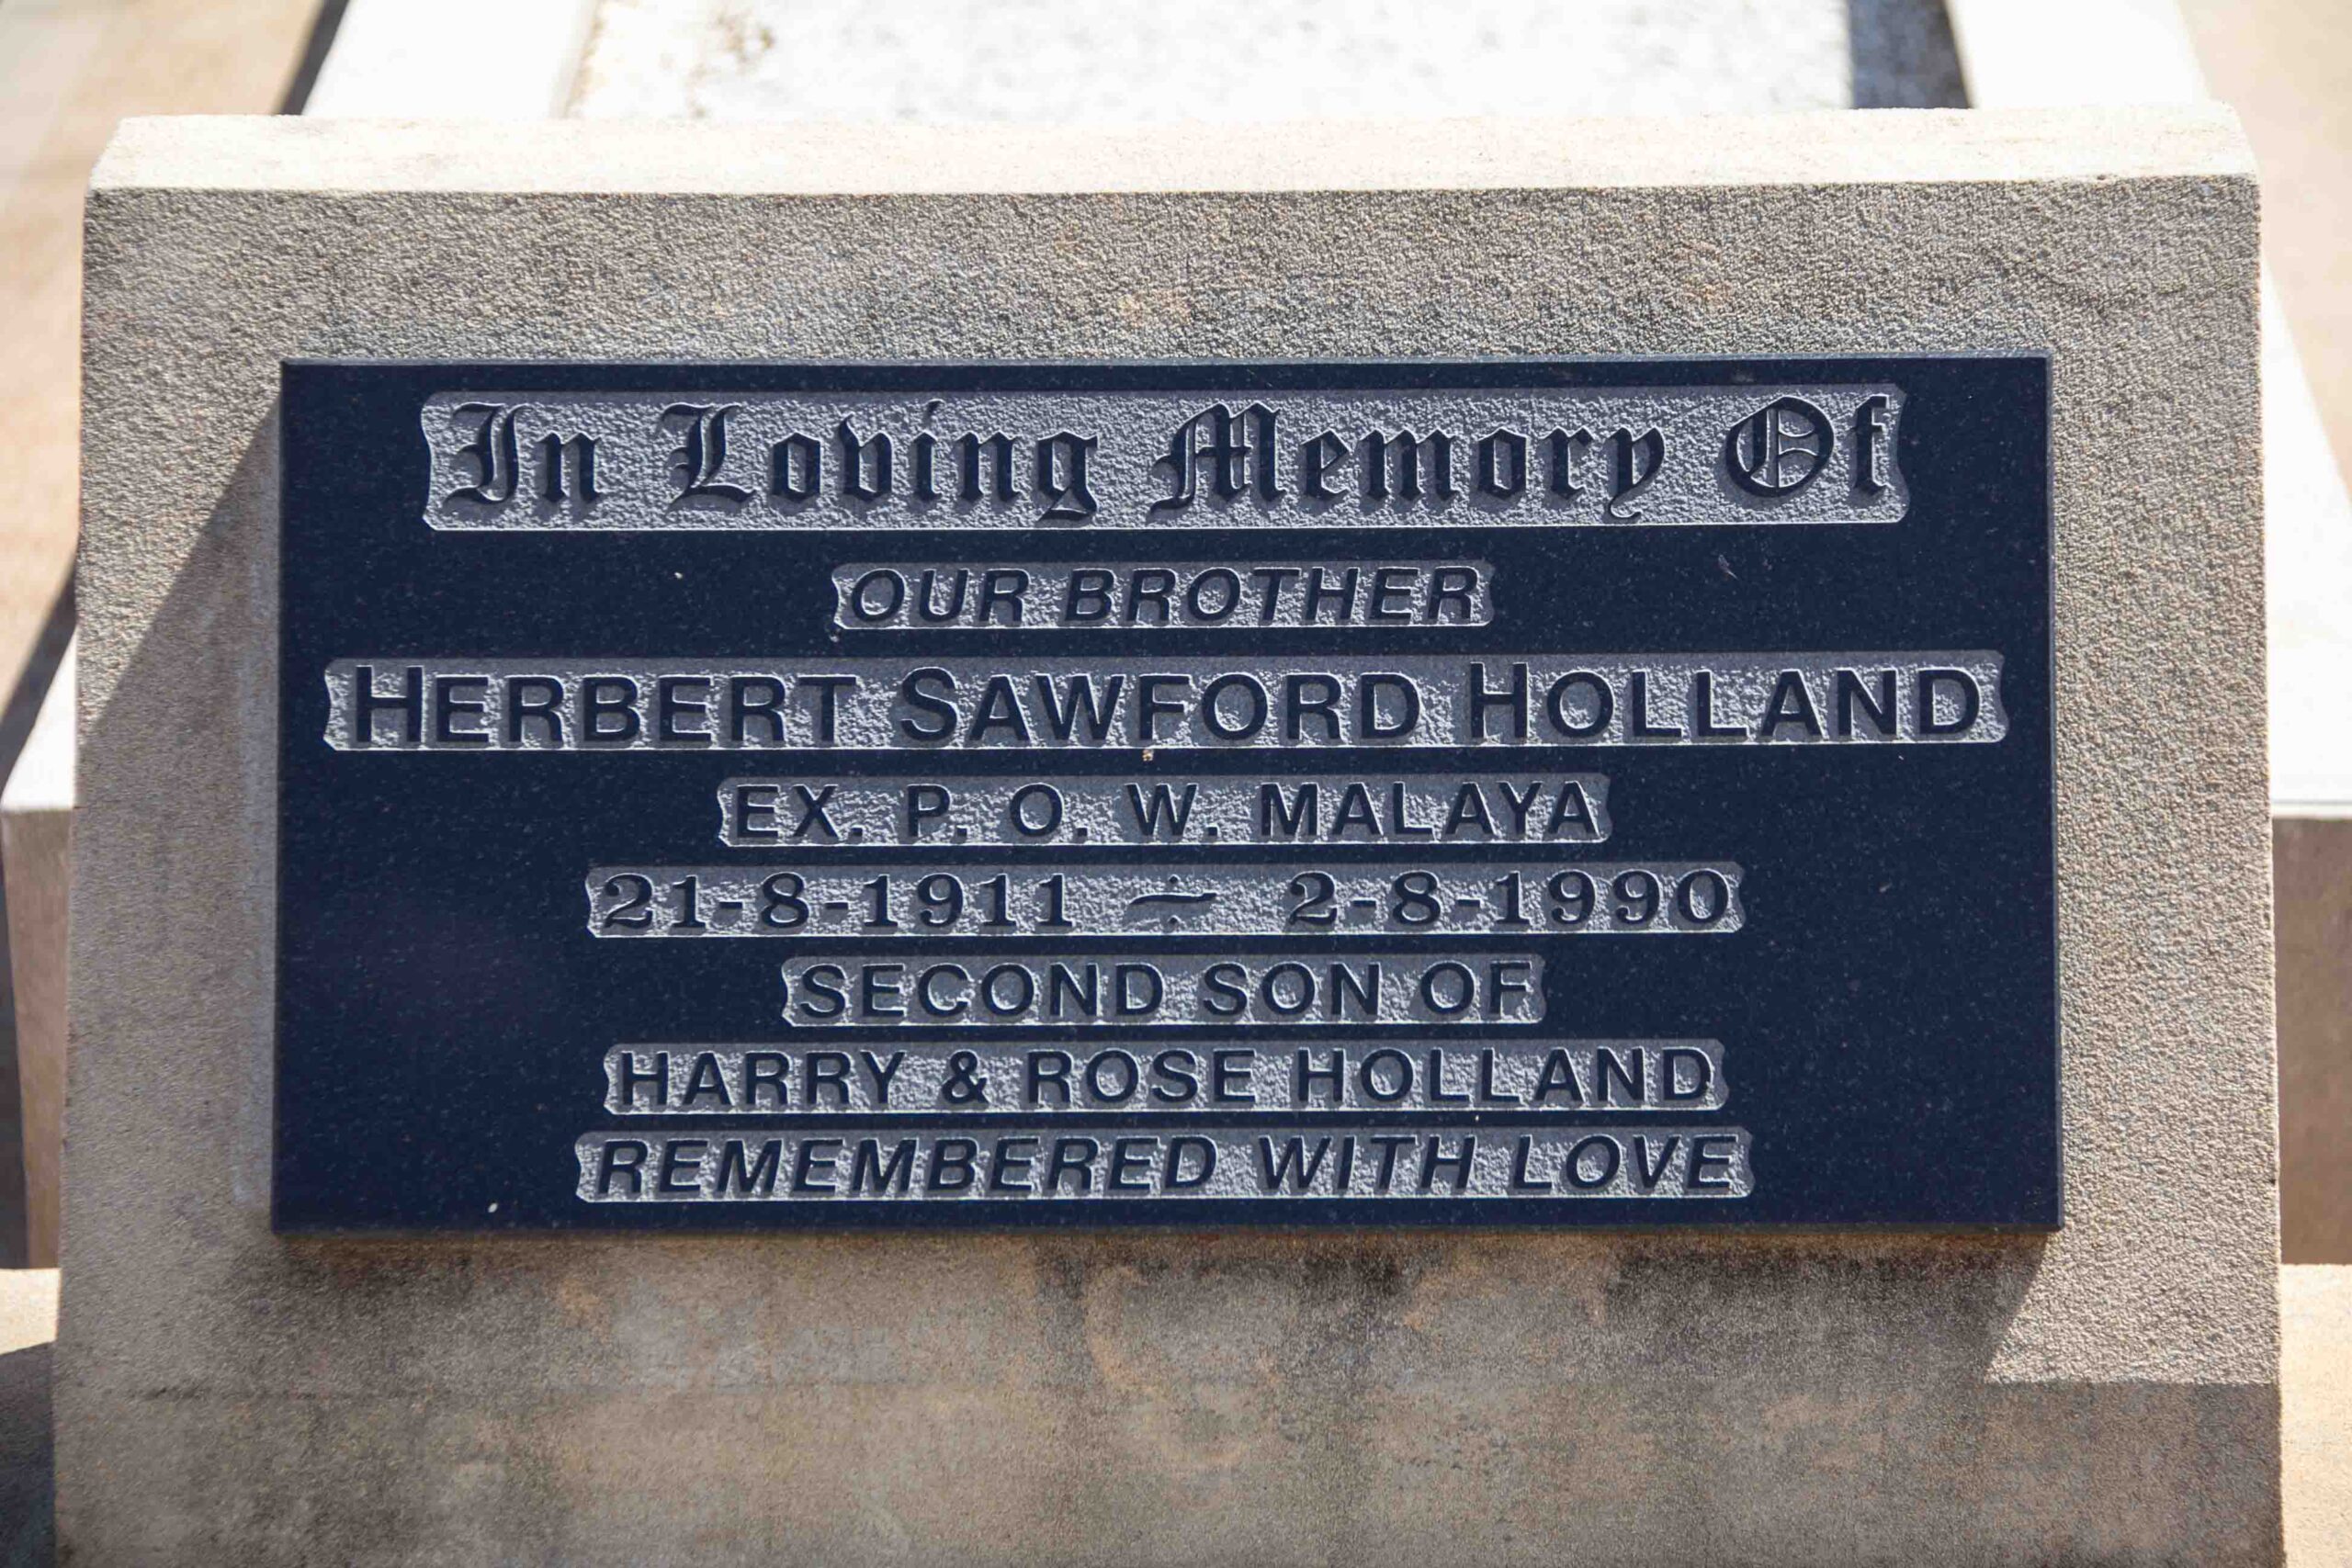 In Loving Memory Of
OUR BROTHER
HERBERT SAWFORD HOLLAND
EX. P. O. W. MALAYA
21-8-1911 ∻ 2-8-1990
SECOND SON OF
HARRY & ROSE HOLLAND
REMEMBERED WITH LOVE